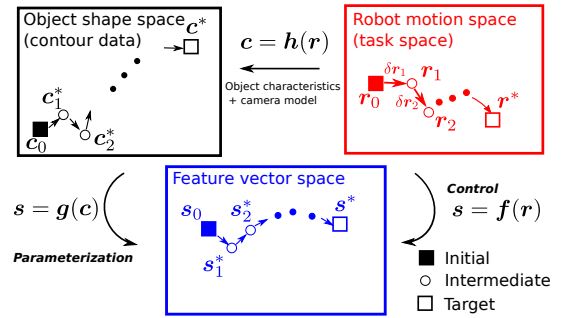 Object shape space
(contour data)
c*
c₁*
c₀
c₂*
c = h(r)
Object characteristics
+ camera model
Robot motion space
(task space)
δr₁
r₁
r₀
δr₂
r₂
r*
s = g(c)
Parameterization
Feature vector space
s₀
s₂*
s*
s₁*
Control
s = f(r)
Initial
Intermediate
Target